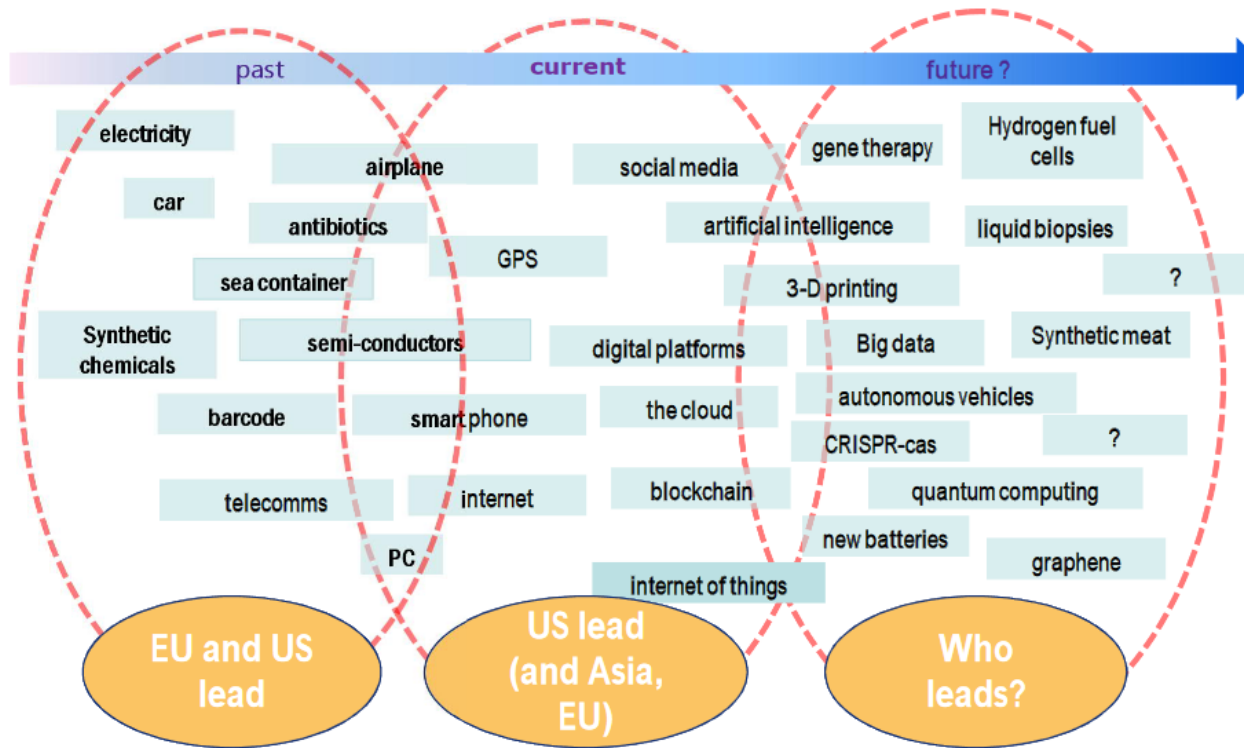 past
current
future ?
electricity
airplane
social media
gene therapy
Hydrogen fuel
cells
car
antibiotics
GPS
artificial intelligence
liquid biopsies
sea container
3-D printing
?
Synthetic
chemicals
semi-conductors
digital platforms
Big data
Synthetic meat
barcode
smart phone
the cloud
autonomous vehicles
CRISPR-cas
?
telecomms
internet
blockchain
quantum computing
PC
new batteries
graphene
internet of things
EU and US
lead
US lead
(and Asia,
EU)
Who
leads?